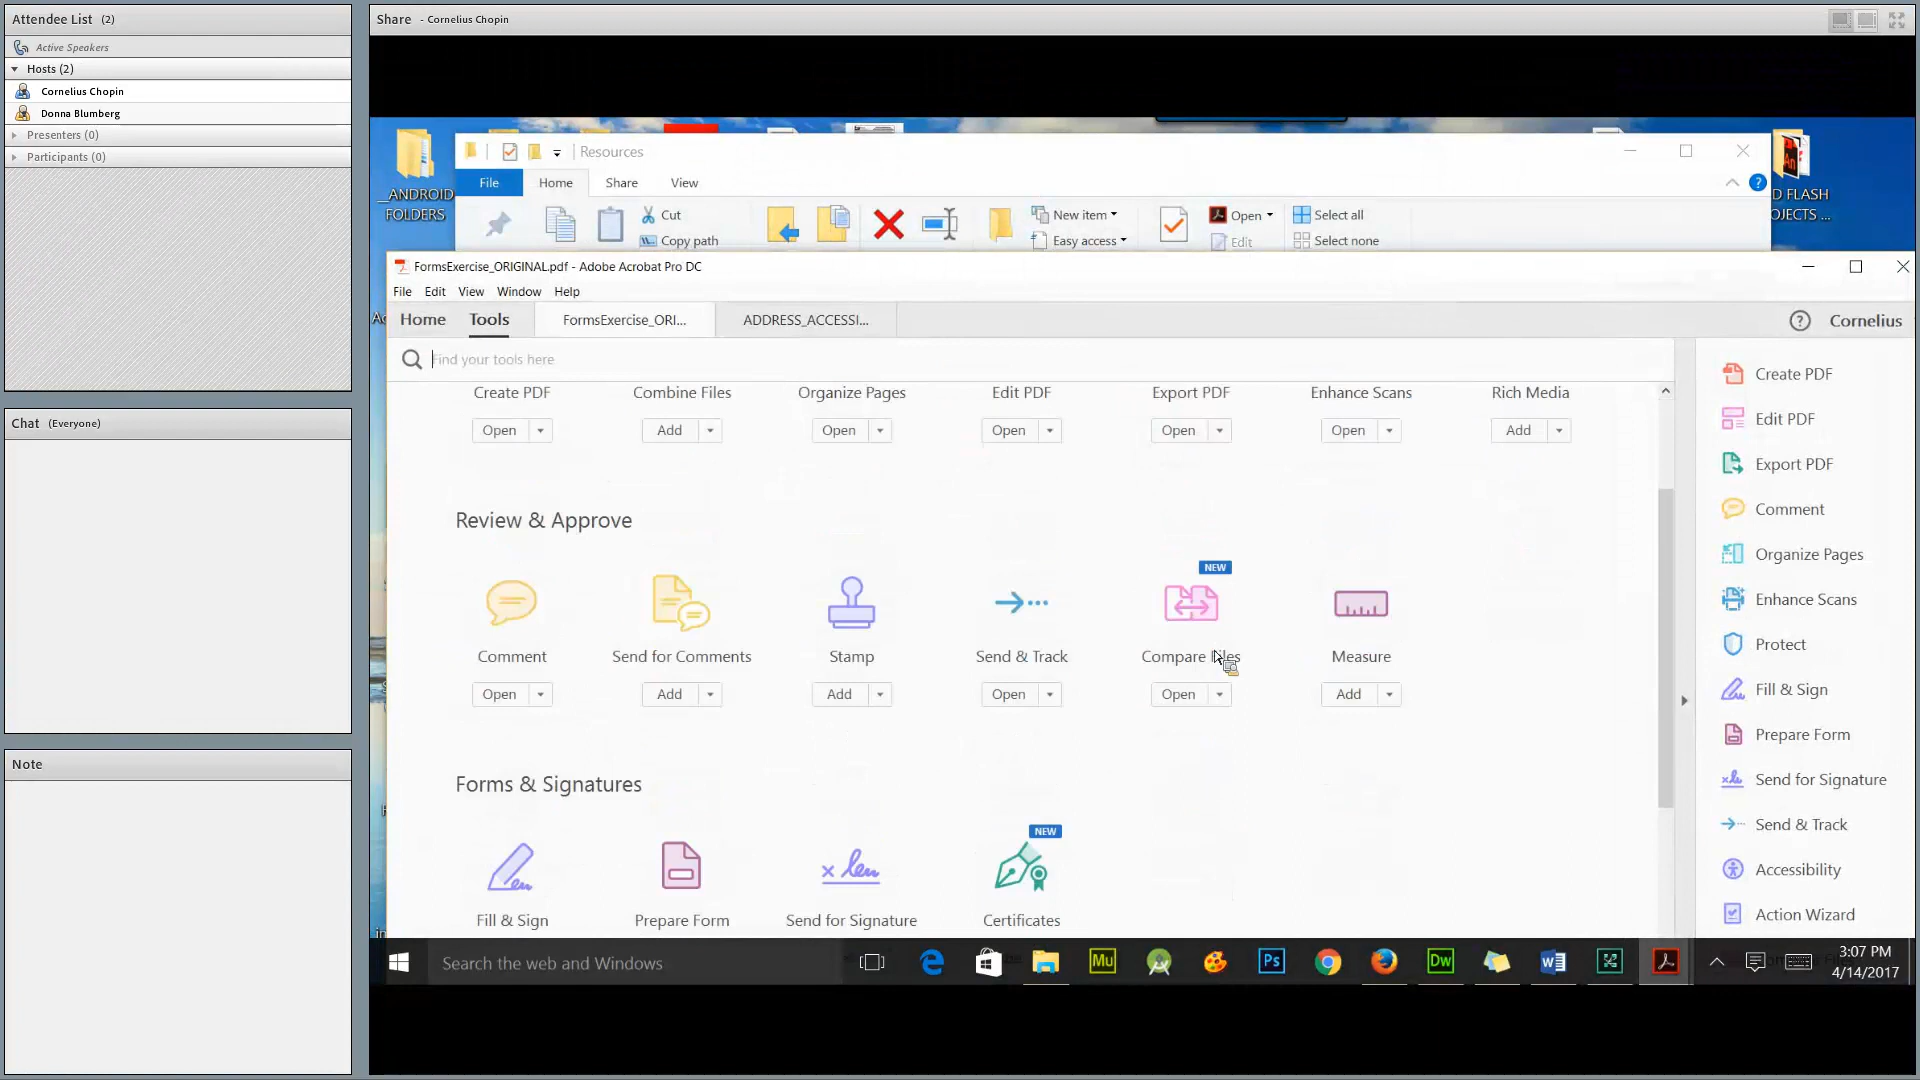 Attendee List (2)
Active Speakers
Hosts (2)
Cornelius Chopin
Donna Blumberg
Presenters (0)
Participants (0)
Chat (Everyone)
Note
Share - Cornelius Chopin
__ANDROID
FOLDERS
D FLASH
OJECTS ...
Resources
File Home Share View
Cut
Copy path
New item
Easy access
Open
Edit
Select all
Select none
FormsExercise_ORIGINAL.pdf - Adobe Acrobat Pro DC
File Edit View Window Help
Home Tools FormsExercise_ORI... ADDRESS_ACCESSI... Cornelius
Find your tools here
Create PDF Combine Files Organize Pages Edit PDF Export PDF Enhance Scans Rich Media
Open Add Open Open Open Open Add
Review & Approve
NEW
Comment Send for Comments Stamp Send & Track Compare Files Measure
Open Add Add Open Open Add
Forms & Signatures
NEW
Fill & Sign Prepare Form Send for Signature Certificates
Create PDF
Edit PDF
Export PDF
Comment
Organize Pages
Enhance Scans
Protect
Fill & Sign
Prepare Form
Send for Signature
Send & Track
Accessibility
Action Wizard
Search the web and Windows
Mu
Ps
Dw
3:07 PM
4/14/2017